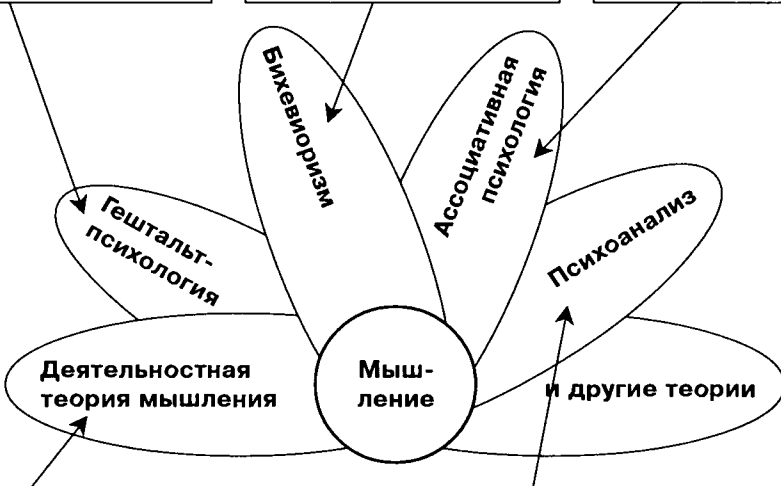 Бихевиоризм
Ассоциативная
психология
Гештальт-
психология
Психоанализ
Деятельностная
теория мышления
Мыш-
ление
и другие теории